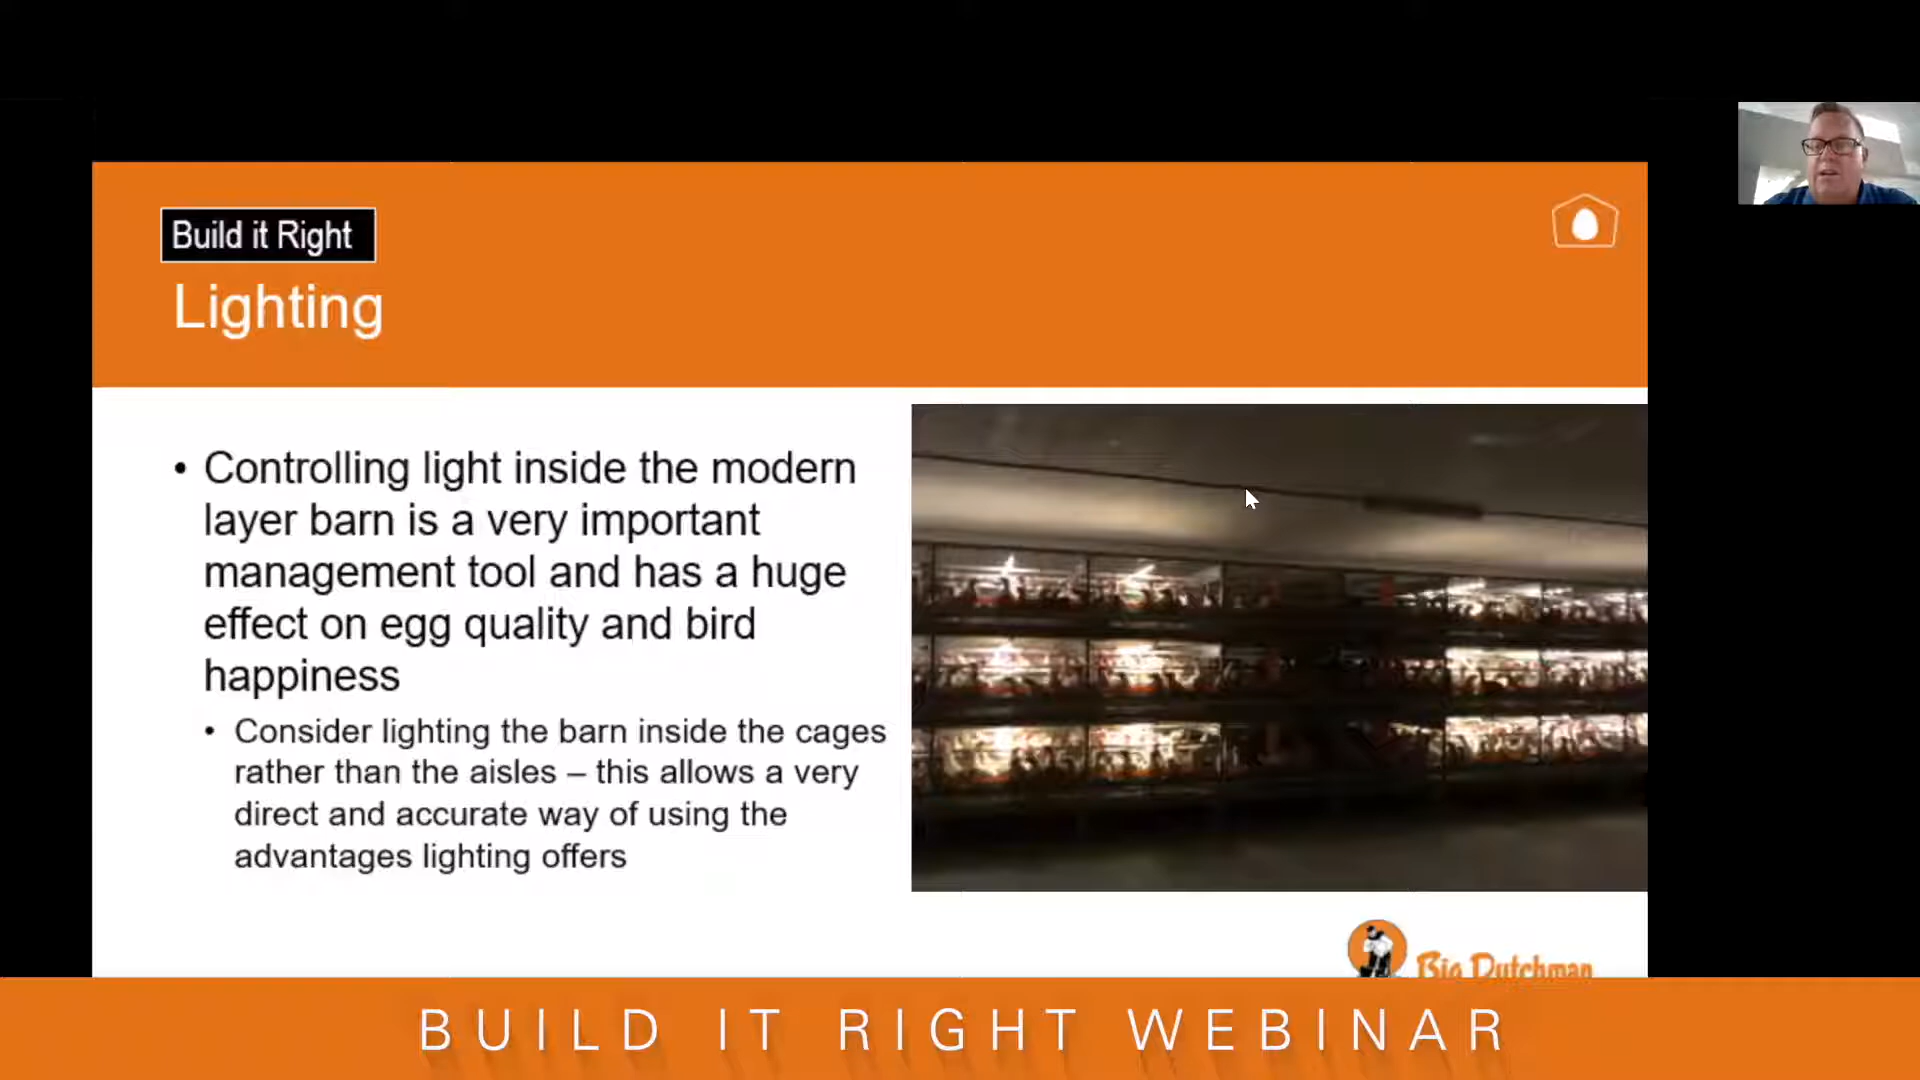 Build it Right
Lighting
• Controlling light inside the modern
layer barn is a very important
management tool and has a huge
effect on egg quality and bird
happiness
• Consider lighting the barn inside the cages
rather than the aisles – this allows a very
direct and accurate way of using the
advantages lighting offers
Big Dutchman
BUILD IT RIGHT WEBINAR